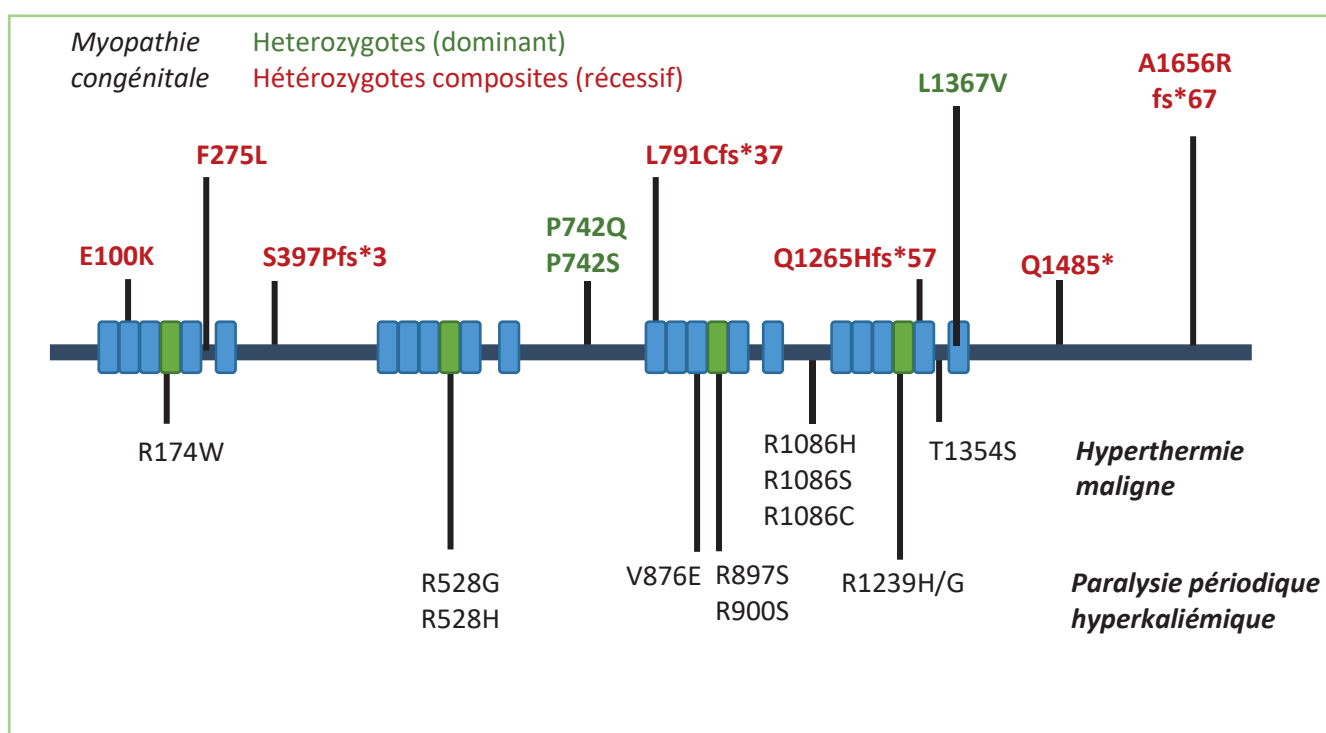 Myopathie Heterozygotes (dominant)
congénitale Hétérozygotes composites (récessif)
A1656R
fs*67
L1367V
F275L
L791Cfs*37
P742Q
P742S
E100K
S397Pfs*3
Q1265Hfs*57
Q1485*
R174W
R1086H
R1086S
R1086C
T1354S
Hyperthermie
maligne
R528G
R528H
V876E
R897S
R900S
R1239H/G
Paralysie périodique
hyperkaliémique